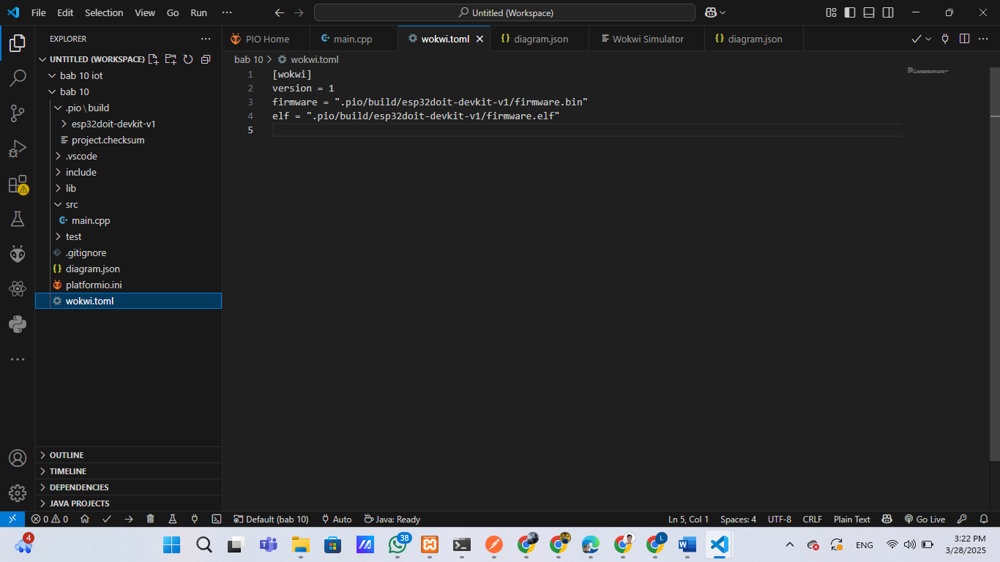 File Edit Selection View Go Run ··· Untitled (Workspace)
EXPLORER ···
UNTITLED (WORKSPACE)
bab 10 iot
bab 10
.pio \ build
esp32doit-devkit-v1
project.checksum
.vscode
include
lib
src
main.cpp
test
.gitignore
diagram.json
platformio.ini
wokwi.toml
OUTLINE
TIMELINE
DEPENDENCIES
JAVA PROJECTS
PIO Home main.cpp wokwi.toml diagram.json Wokwi Simulator diagram.json
bab 10 > wokwi.toml
1 [wokwi]
2 version = 1
3 firmware = ".pio/build/esp32doit-devkit-v1/firmware.bin"
4 elf = ".pio/build/esp32doit-devkit-v1/firmware.elf"
5
0 0 Default (bab 10) Auto Java: Ready Ln 5, Col 1 Spaces: 4 UTF-8 CRLF Plain Text Go Live
4 38 L ENG 3:22 PM
3/28/2025